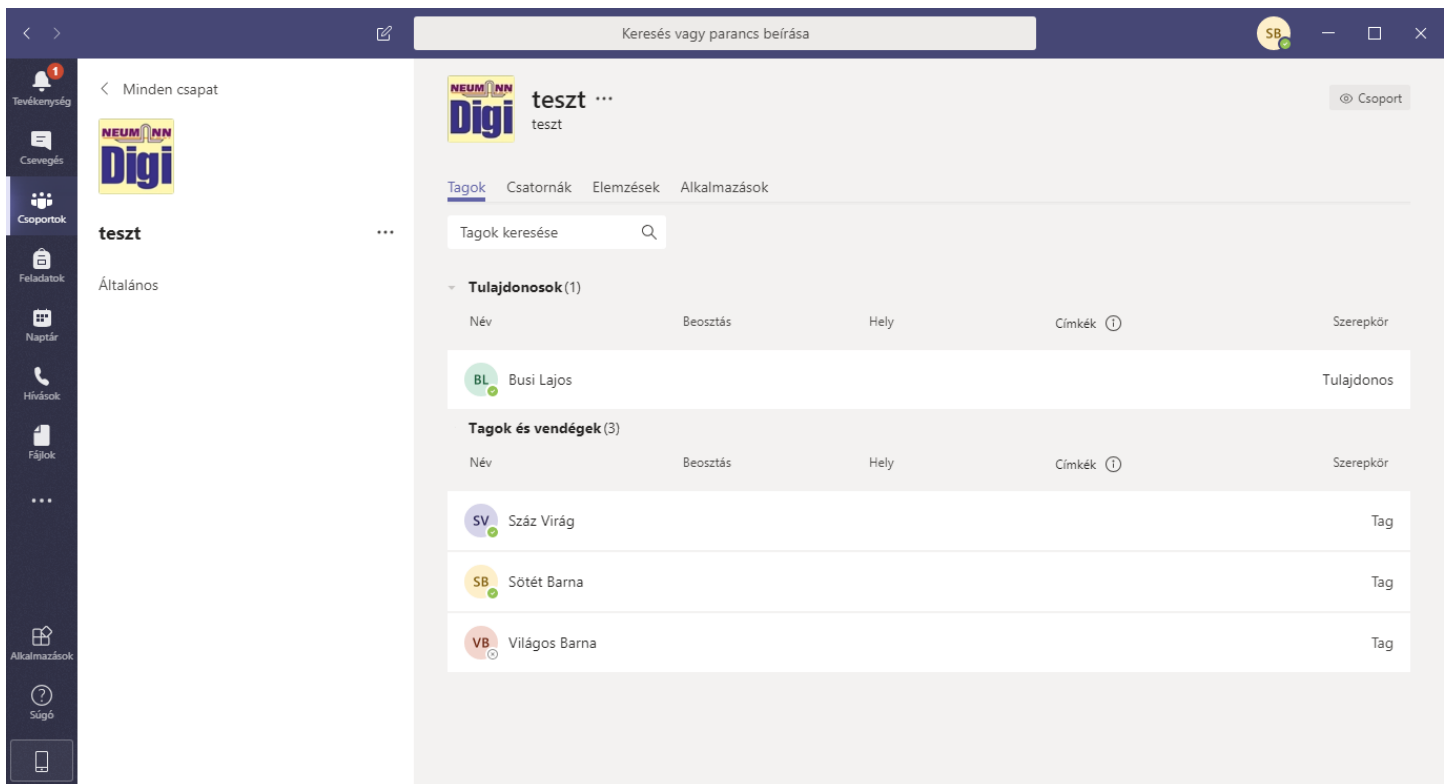 Keresés vagy parancs beírása
SB
1
Tevékenység
Csevegés
Csoportok
Feladatok
Naptár
Hívások
Fájlok
Alkalmazások
Súgó
Minden csapat
NEUMANN
Digi
teszt
Általános
NEUMANN
Digi
teszt
teszt
Csoport
Tagok Csatornák Elemzések Alkalmazások
Tagok keresése
Tulajdonosok (1)
Név Beosztás Hely Címkék Szerepkör
BL Busi Lajos Tulajdonos
Tagok és vendégek (3)
Név Beosztás Hely Címkék Szerepkör
SV Száz Virág Tag
SB Sötét Barna Tag
VB Világos Barna Tag